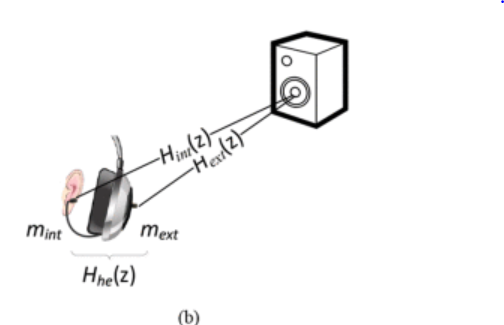 H_int(z)
H_ext(z)
m_int m_ext
H_he(z)
(b)